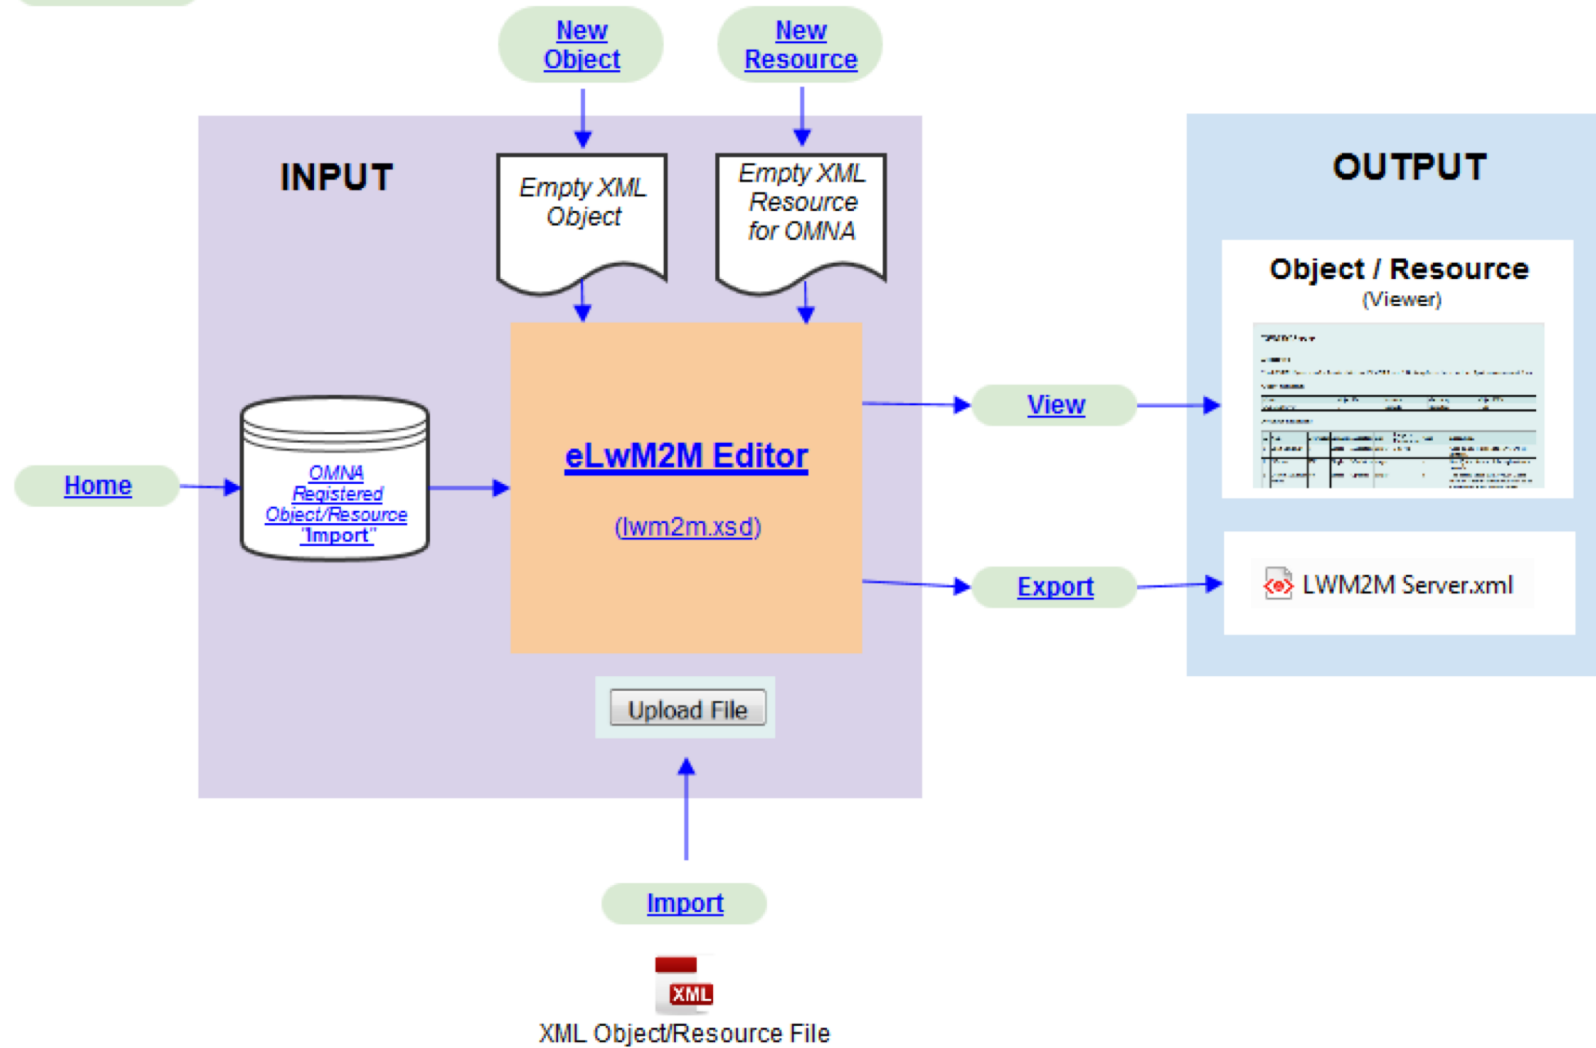 New
Object
New
Resource
INPUT
Empty XML
Object
Empty XML
Resource
for OMNA
OUTPUT
Object / Resource
(Viewer)
View
eLwM2M Editor
(lwm2m.xsd)
Home
OMNA
Registered
Object/Resource
"Import"
Export
LWM2M Server.xml
Upload File
Import
XML
XML Object/Resource File